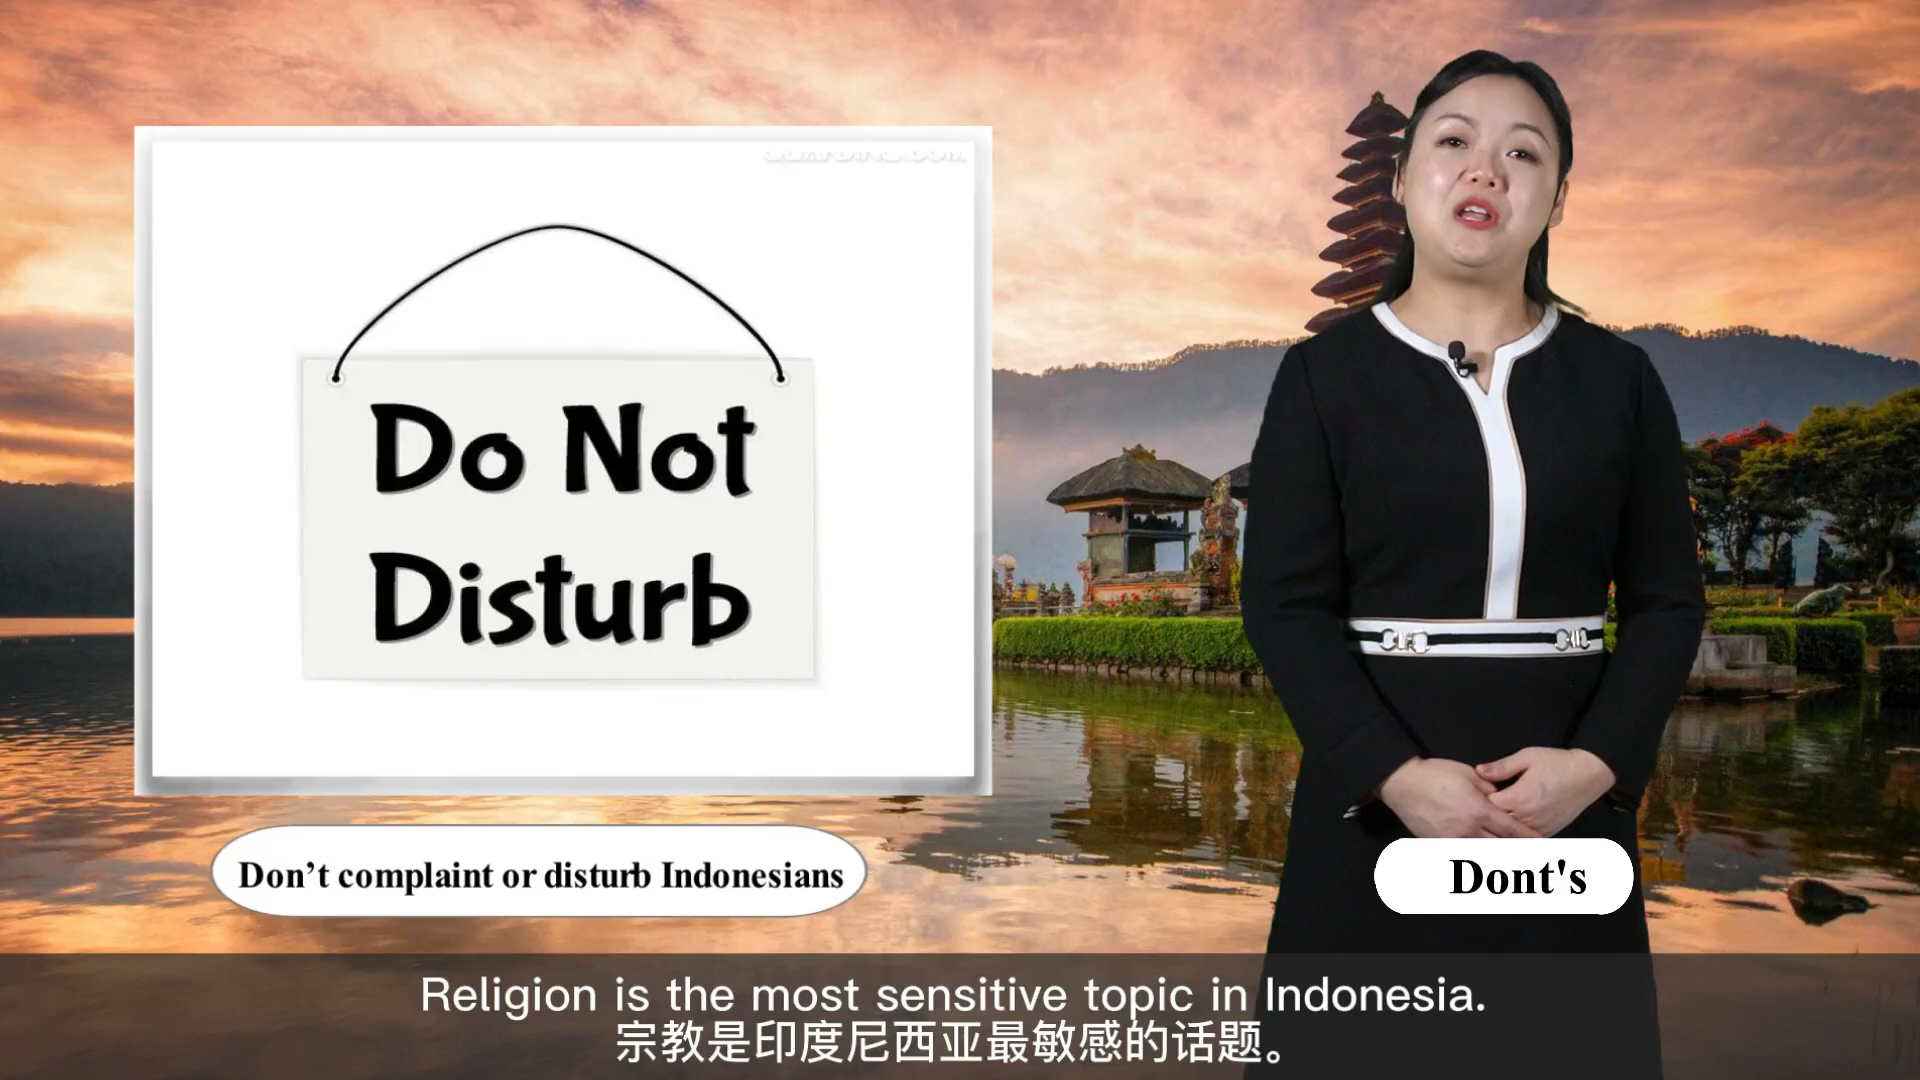 Do Not
Disturb
Don’t complaint or disturb Indonesians
Dont's
Religion is the most sensitive topic in Indonesia.
宗教是印度尼西亚最敏感的话题。